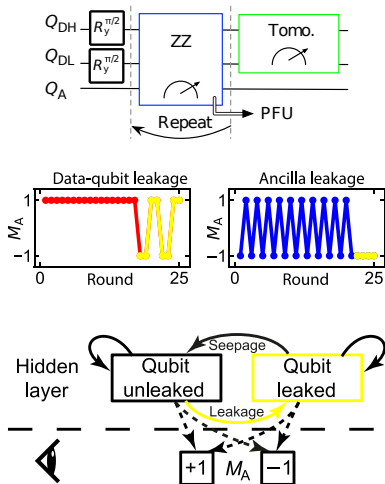 Q_DH R_y^π/2 ZZ Tomo.
Q_DL R_y^π/2
Q_A
Repeat PFU
Data-qubit leakage Ancilla leakage
M_A 1 1
−1 M_A −1
0 25 0 25
Round Round
Seepage
Hidden layer
Qubit unleaked
Qubit leaked
Leakage
+1 M_A −1